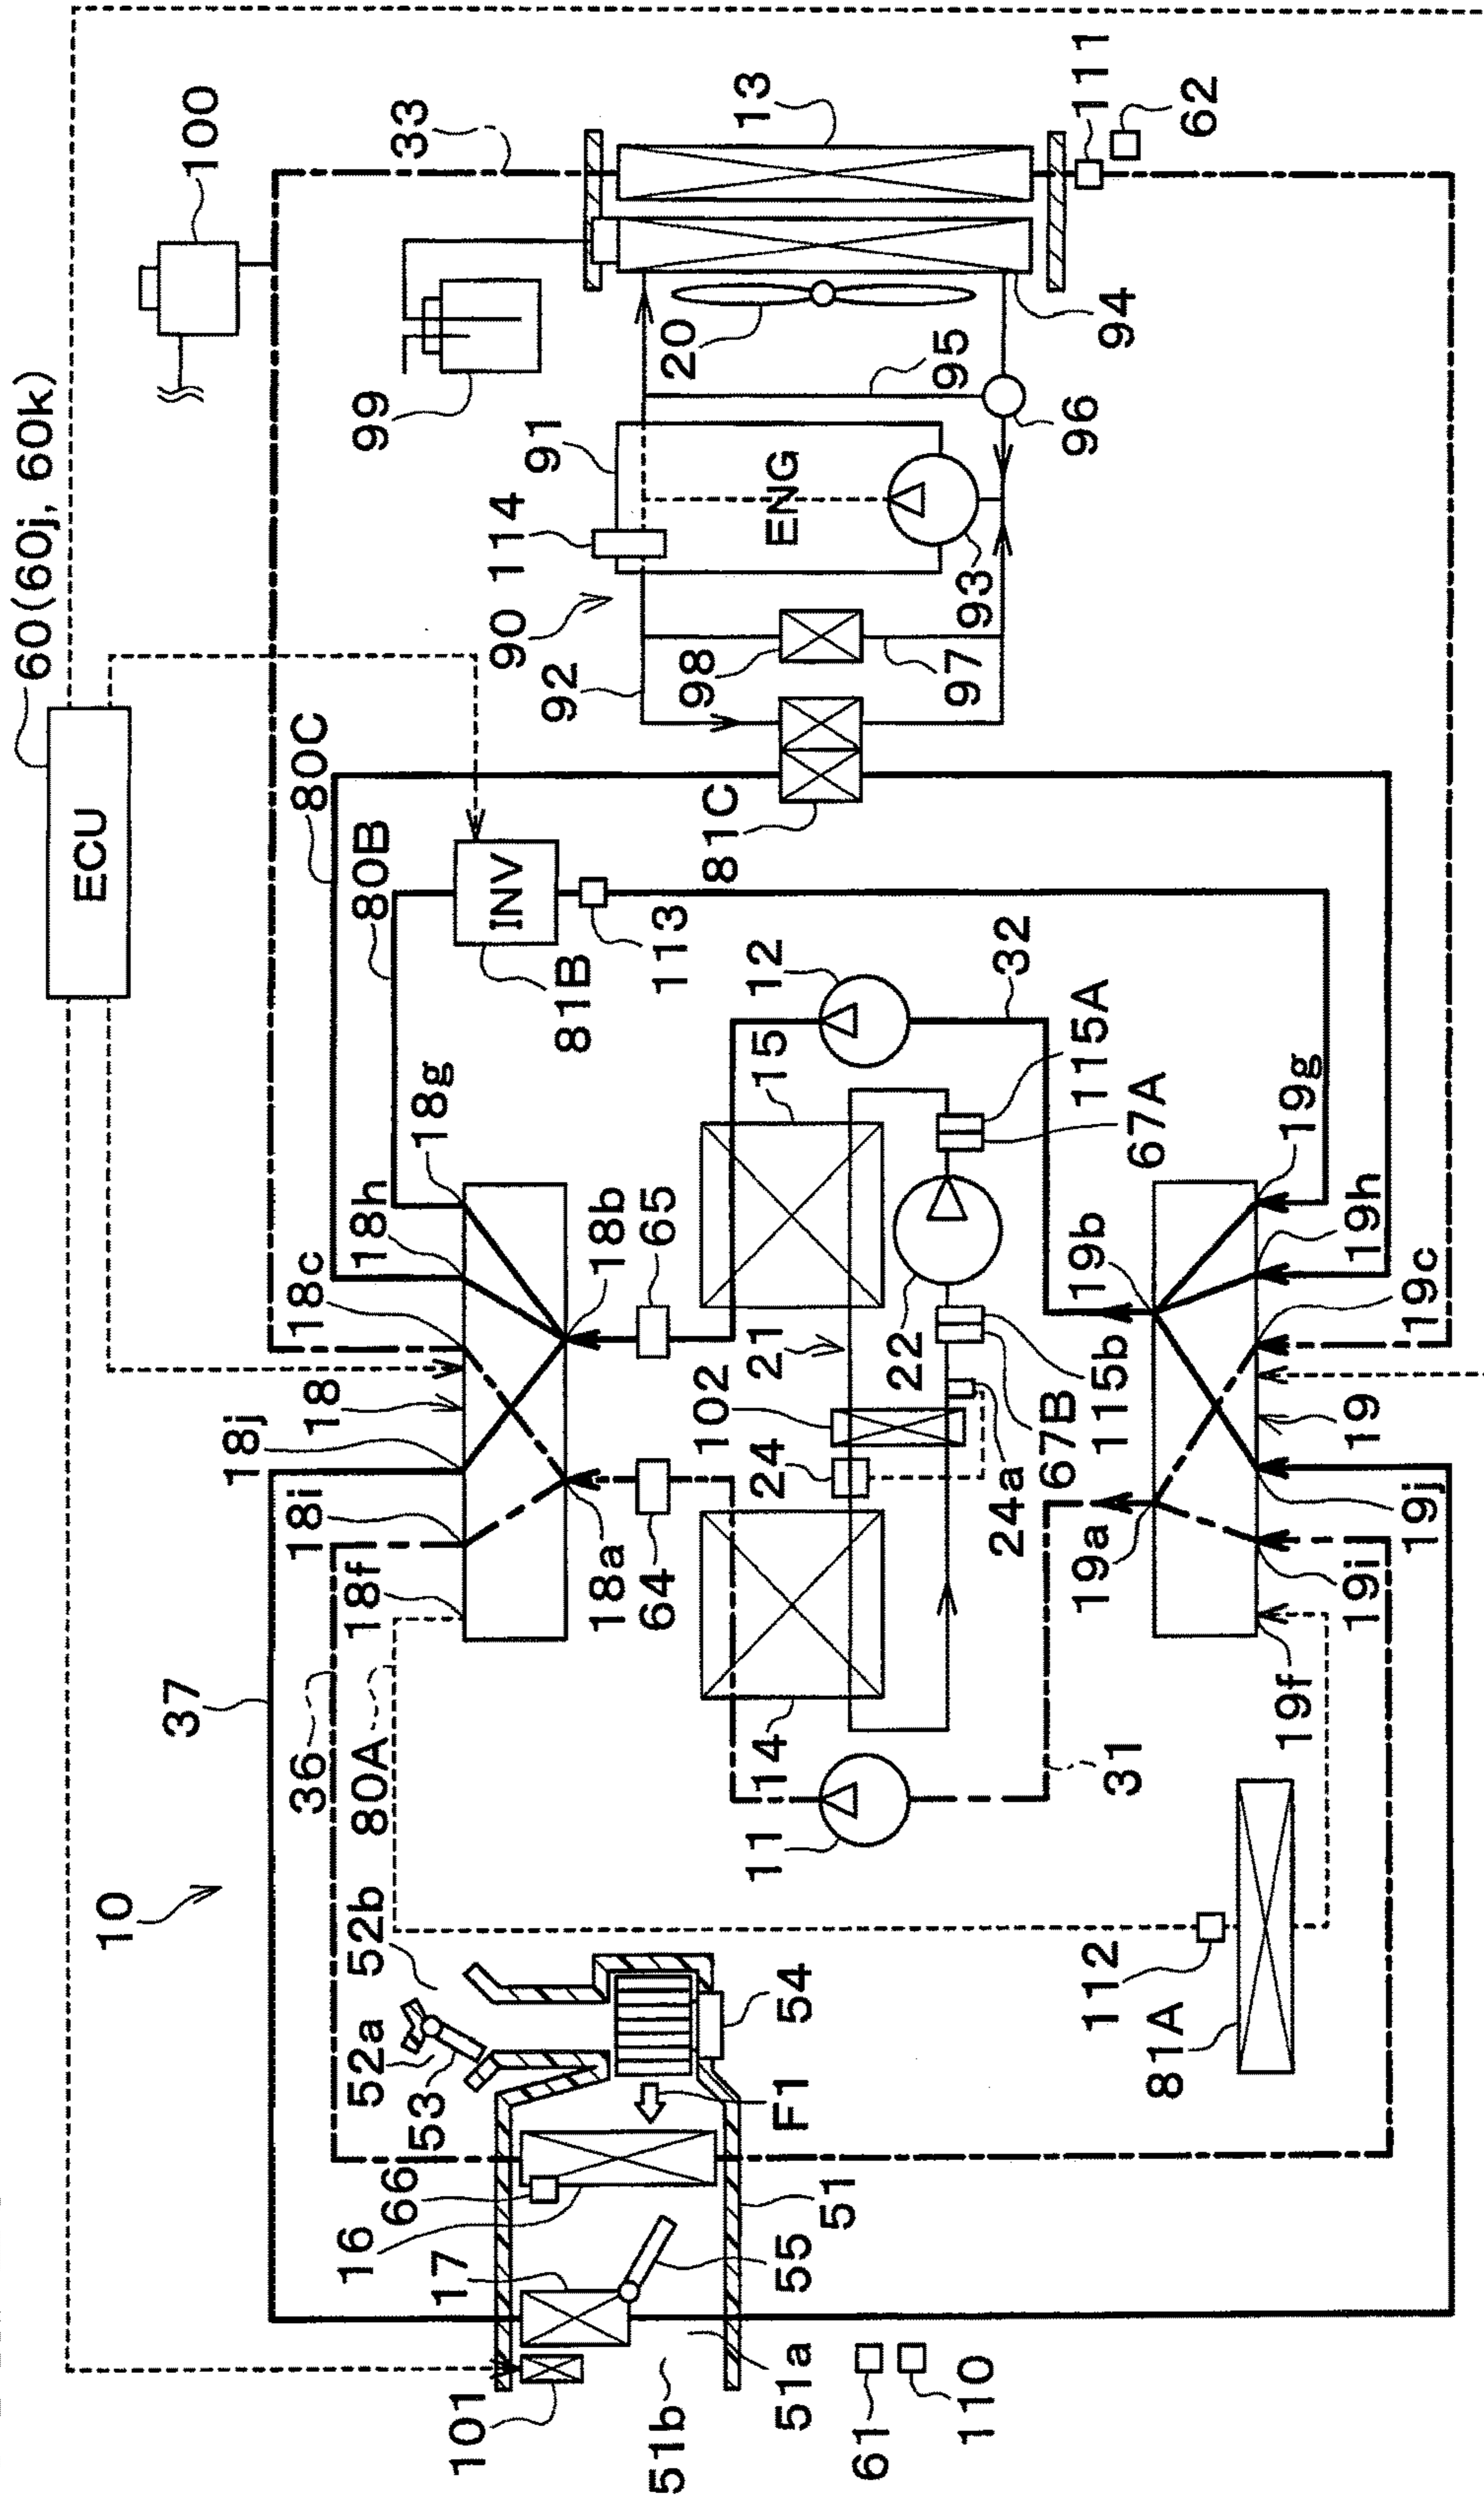 60(60j, 60k)
ECU
10
37
100
18j
18
36
18i
18c
80C
16
52a
52b
80A
18f
18h
80B
99
66
33
53
18g
17
101
INV
90
114
92
91
81B
18a
18b
51b
64
65
113
20
98
102
81C
13
11
14
24
21
15
12
ENG
51a
55
F1
54
51
61
22
95
97
110
93
24a
32
67B
19a
19b
115A
96
111
112
115b
31
94
67A
81A
62
19f
19g
19i
19
19h
19j
19c